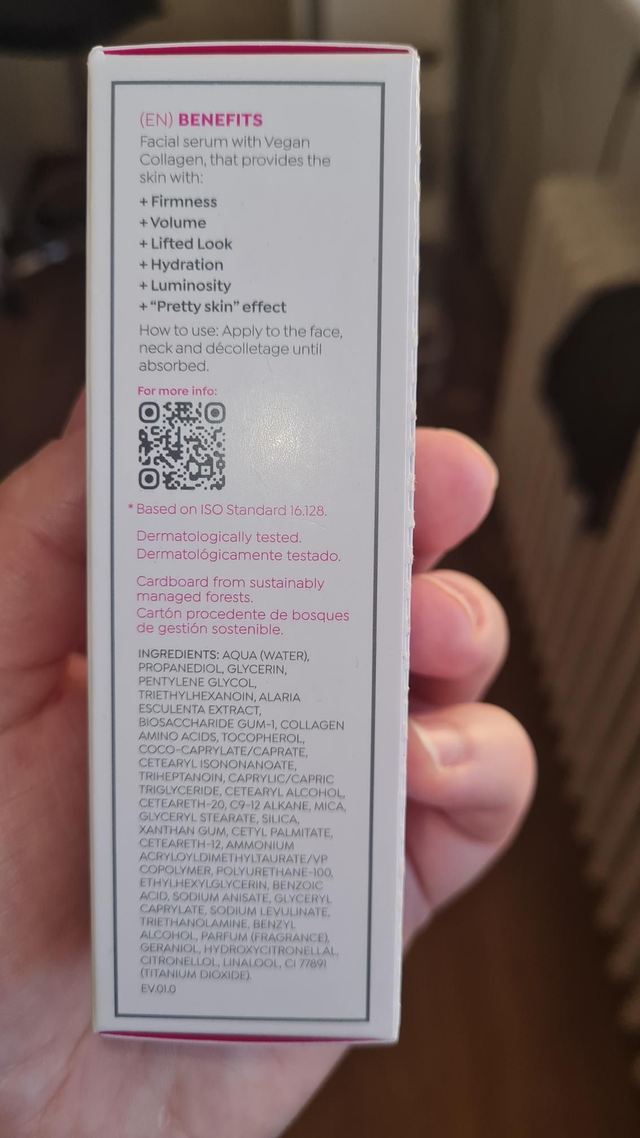 (EN) BENEFITS
Facial serum with Vegan
Collagen, that provides the
skin with:
+ Firmness
+ Volume
+ Lifted Look
+ Hydration
+ Luminosity
+ "Pretty skin" effect
How to use: Apply to the face,
neck and décolletage until
absorbed.
For more info:
* Based on ISO Standard 16.128.
Dermatologically tested.
Dermatológicamente testado.
Cardboard from sustainably
managed forests.
Cartón procedente de bosques
de gestión sostenible.
INGREDIENTS: AQUA (WATER),
PROPANEDIOL, GLYCERIN,
PENTYLENE GLYCOL,
TRIETHYLHEXANOIN, ALARIA
ESCULENTA EXTRACT,
BIOSACCHARIDE GUM-1, COLLAGEN
AMINO ACIDS, TOCOPHEROL,
COCO-CAPRYLATE/CAPRATE,
CETEARYL ISONONANOATE,
TRIHEPTANOIN, CAPRYLIC/CAPRIC
TRIGLYCERIDE, CETEARYL ALCOHOL,
CETEARETH-20, C9-12 ALKANE, MICA,
GLYCERYL STEARATE, SILICA,
XANTHAN GUM, CETYL PALMITATE,
CETEARETH-12, AMMONIUM
ACRYLOYLDIMETHYLTAURATE/VP
COPOLYMER, POLYURETHANE-100,
ETHYLHEXYLGLYCERIN, BENZOIC
ACID, SODIUM ANISATE, GLYCERYL
CAPRYLATE, SODIUM LEVULINATE,
TRIETHANOLAMINE, BENZYL
ALCOHOL, PARFUM (FRAGRANCE),
GERANIOL, HYDROXYCITRONELLAL,
CITRONELLOL, LINALOOL, CI 77891
(TITANIUM DIOXIDE).
EV.01.0